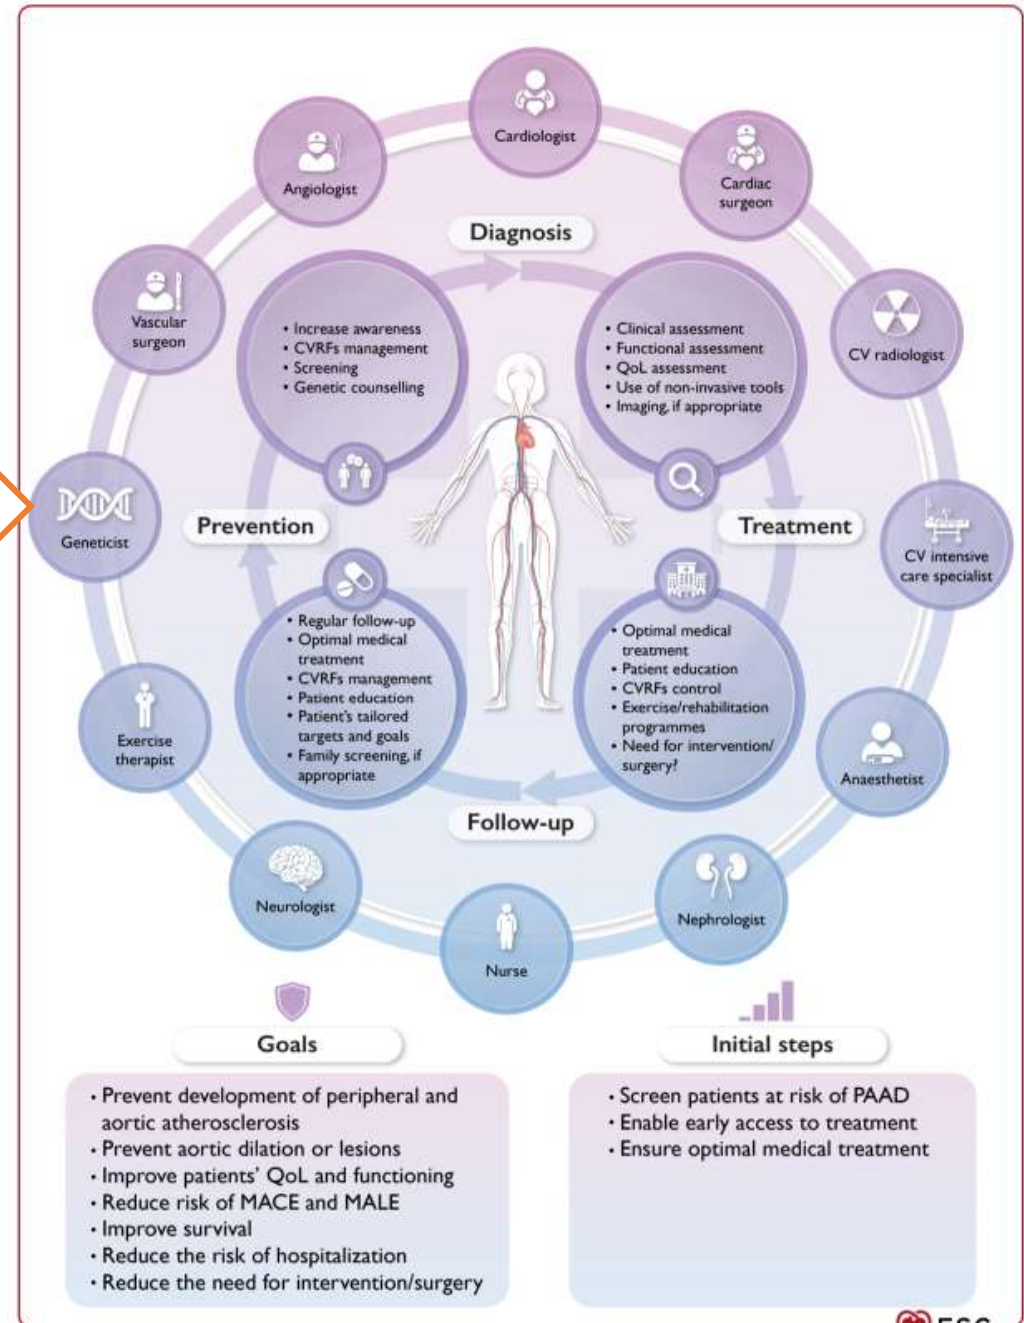 Cardiologist
Angiologist
Cardiac
surgeon
Diagnosis
Vascular
surgeon
CV radiologist
• Increase awareness
• CVRFs management
• Screening
• Genetic counselling
• Clinical assessment
• Functional assessment
• QoL assessment
• Use of non-invasive tools
• Imaging, if appropriate
Geneticist
Prevention
Treatment
CV intensive
care specialist
• Regular follow-up
• Optimal medical
treatment
• CVRFs management
• Patient education
• Patient's tailored
targets and goals
• Family screening, if
appropriate
• Optimal medical
treatment
• Patient education
• CVRFs control
• Exercise/rehabilitation
programmes
• Need for intervention/
surgery?
Exercise
therapist
Anaesthetist
Follow-up
Neurologist
Nephrologist
Nurse
Goals
• Prevent development of peripheral and
aortic atherosclerosis
• Prevent aortic dilation or lesions
• Improve patients' QoL and functioning
• Reduce risk of MACE and MALE
• Improve survival
• Reduce the risk of hospitalization
• Reduce the need for intervention/surgery
Initial steps
• Screen patients at risk of PAAD
• Enable early access to treatment
• Ensure optimal medical treatment
ESC